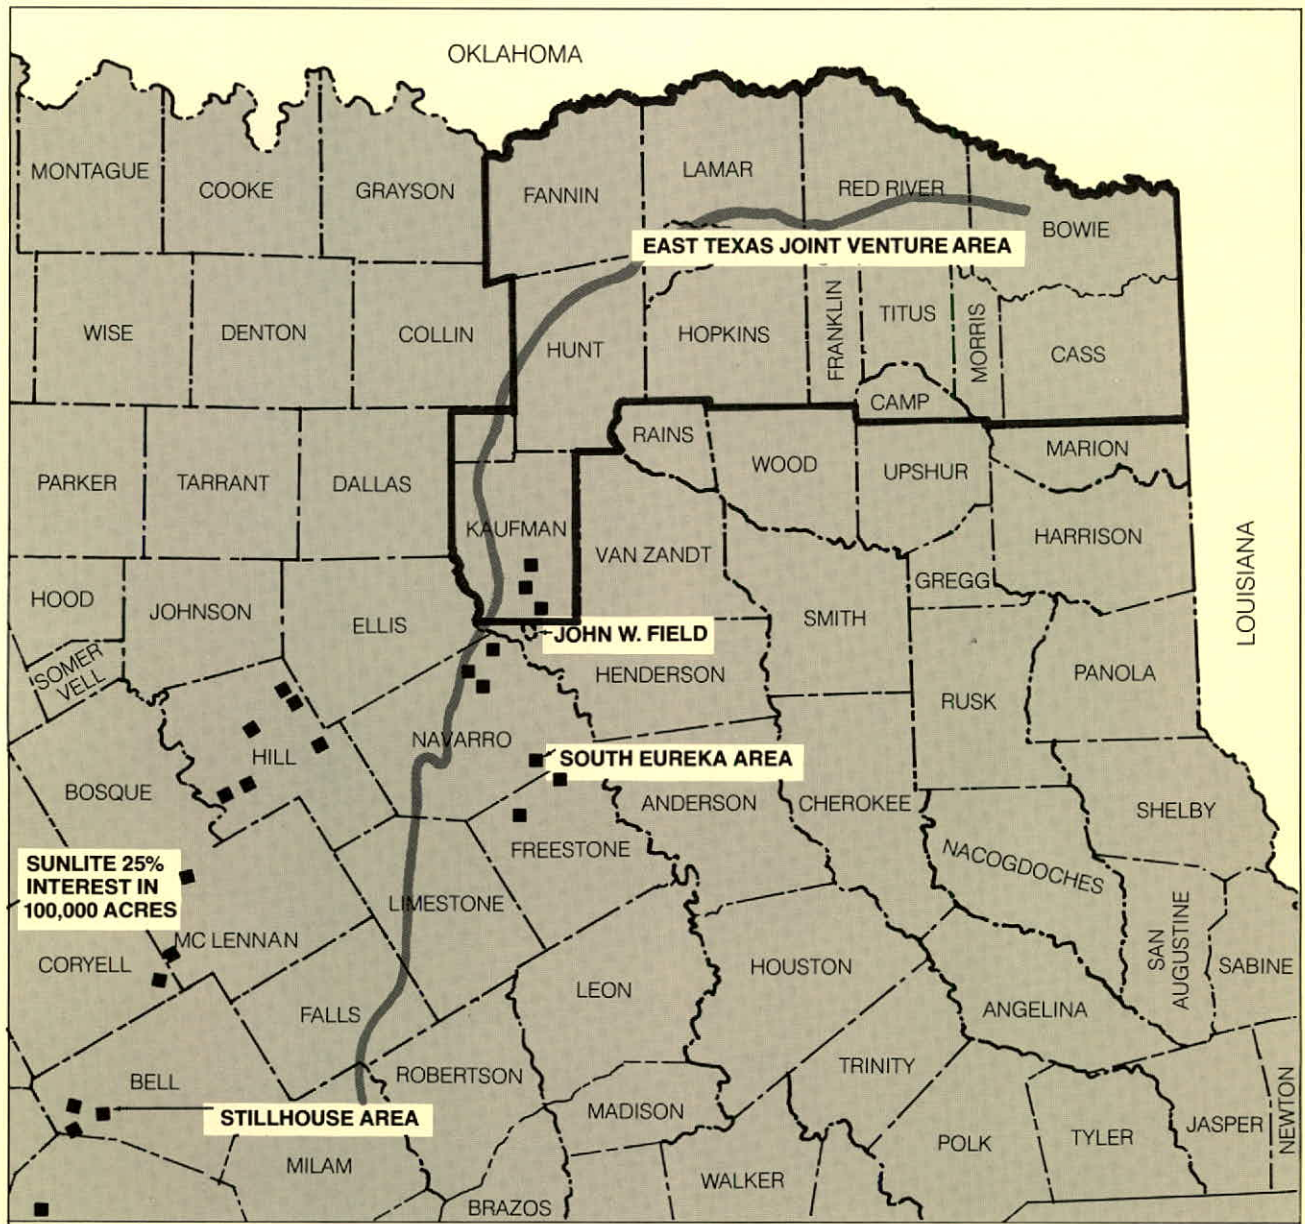 OKLAHOMA
MONTAGUE
COOKE
GRAYSON
FANNIN
LAMAR
RED RIVER
BOWIE
EAST TEXAS JOINT VENTURE AREA
WISE
DENTON
COLLIN
HUNT
HOPKINS
FRANKLIN
TITUS
MORRIS
CASS
CAMP
PARKER
TARRANT
DALLAS
KAUFMAN
RAINS
WOOD
UPSHUR
MARION
HARRISON
VAN ZANDT
GREGG
LOUISIANA
HOOD
JOHNSON
ELLIS
SMITH
JOHN W. FIELD
SOMER
VELL
HENDERSON
RUSK
PANOLA
HILL
NAVARRO
SOUTH EUREKA AREA
BOSQUE
ANDERSON
CHEROKEE
SHELBY
FREESTONE
NACOGDOCHES
SUNLITE 25%
INTEREST IN
100,000 ACRES
LIMESTONE
MC LENNAN
CORYELL
HOUSTON
SAN
AUGUSTINE
SABINE
LEON
FALLS
ANGELINA
BELL
ROBERTSON
TRINITY
MADISON
STILLHOUSE AREA
POLK
TYLER
JASPER
NEWTON
MILAM
WALKER
BRAZOS